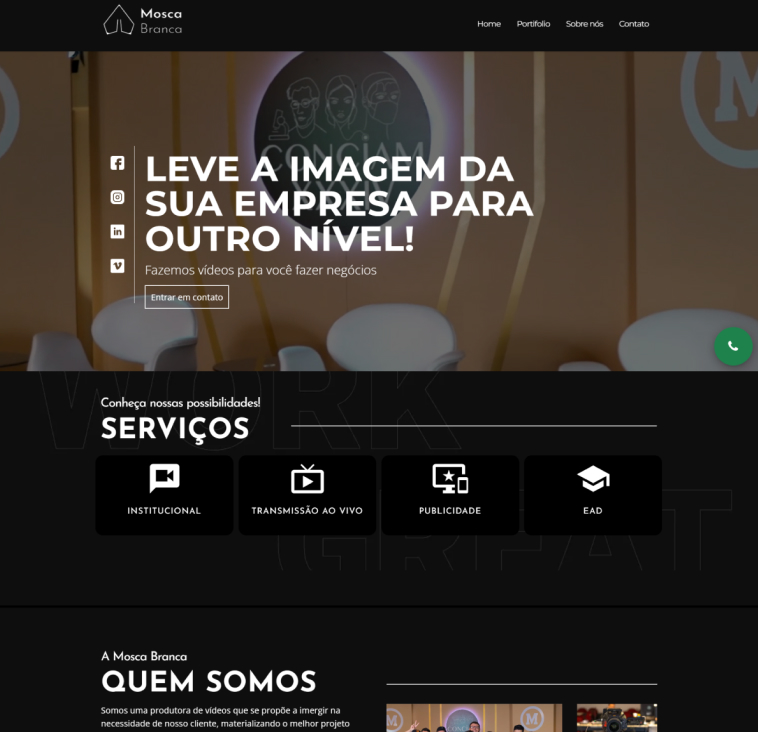 Mosca
Branca
Home Portifolio Sobre nós Contato
CONCIAM
LEVE A IMAGEM DA
SUA EMPRESA PARA
OUTRO NÍVEL!
Fazemos vídeos para você fazer negócios
Entrar em contato
WORK
Conheça nossas possibilidades!
SERVIÇOS
INSTITUCIONAL
TRANSMISSÃO AO VIVO
PUBLICIDADE
EAD
GREAT
A Mosca Branca
QUEM SOMOS
Somos uma produtora de vídeos que se propõe a imergir na
necessidade de nosso cliente, materializando o melhor projeto